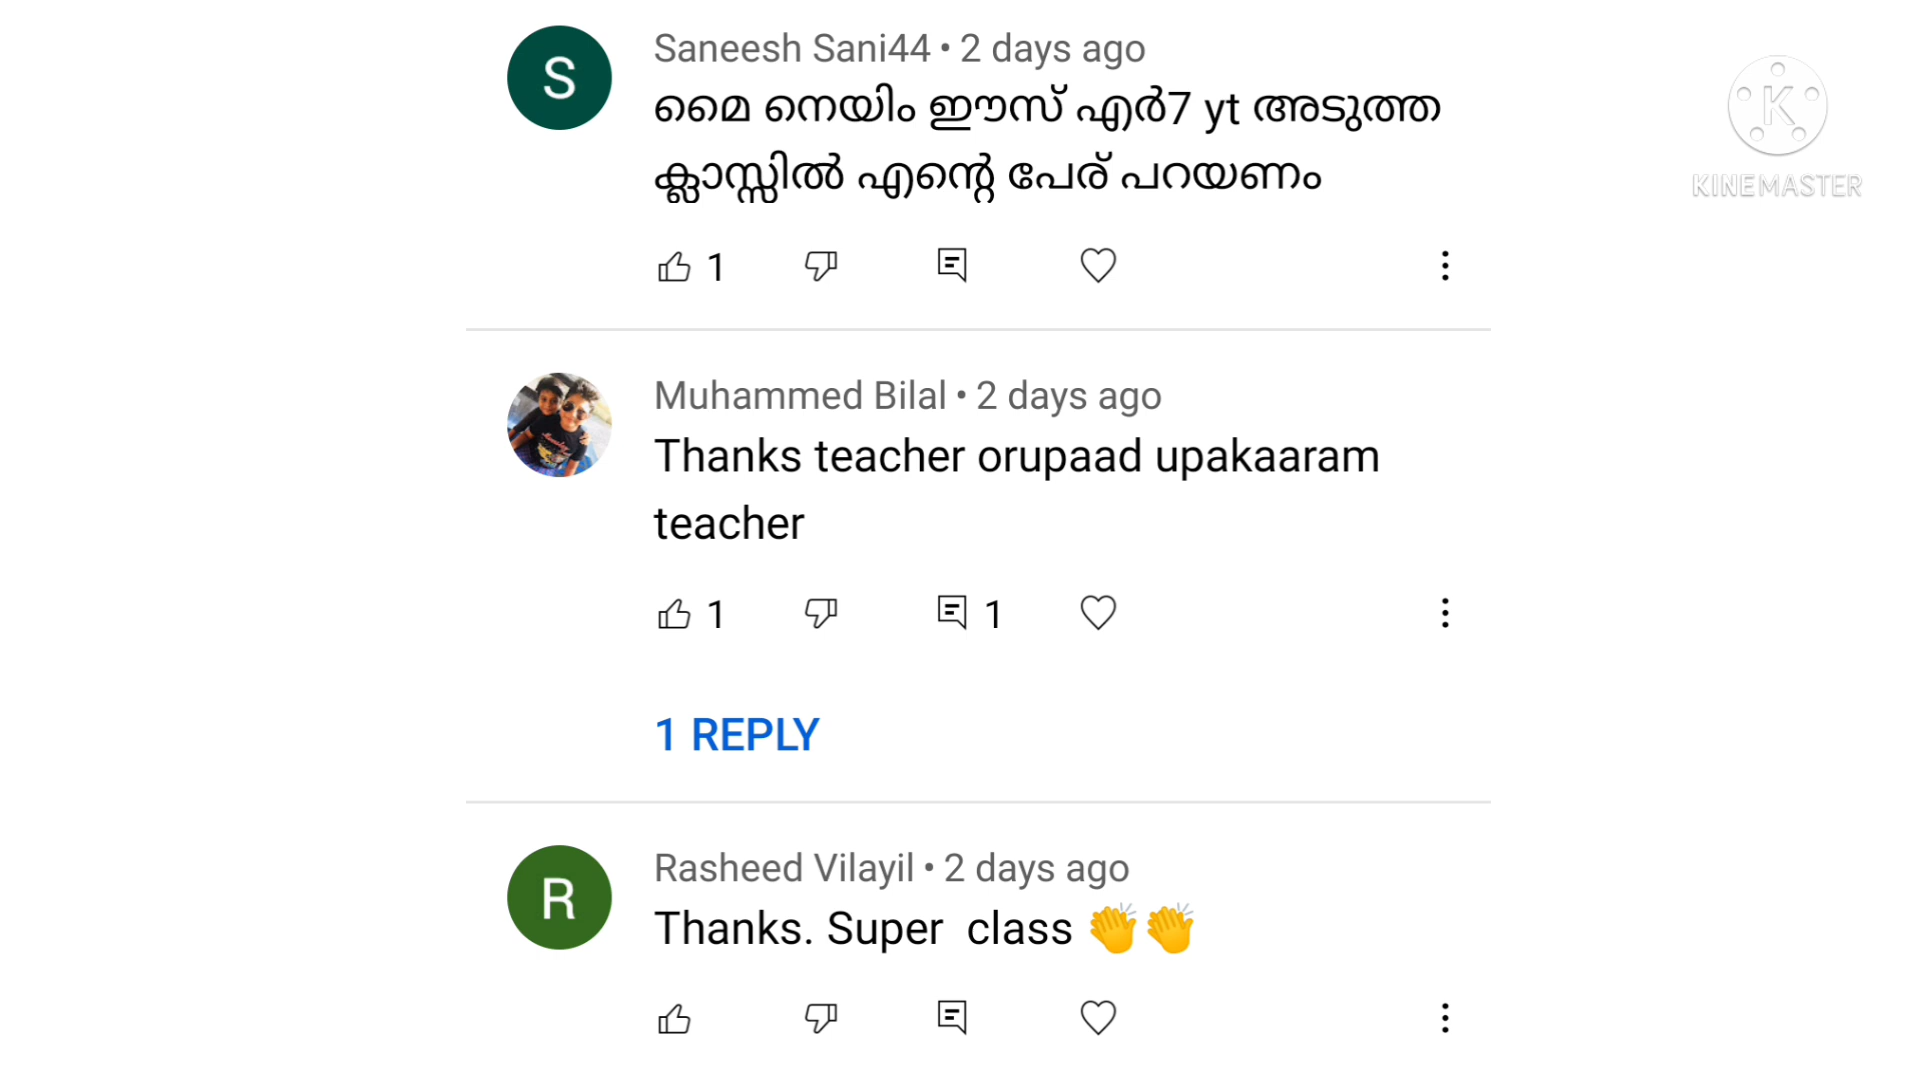 S
Saneesh Sani44 • 2 days ago
മൈ നെയിം ഈസ് എർ7 yt അടുത്ത
ക്ലാസ്സിൽ എന്റെ പേര് പറയണം
1
K
KINEMASTER
Muhammed Bilal • 2 days ago
Thanks teacher orupaad upakaaram
teacher
1 1
1 REPLY
R
Rasheed Vilayil • 2 days ago
Thanks. Super class 👏👏